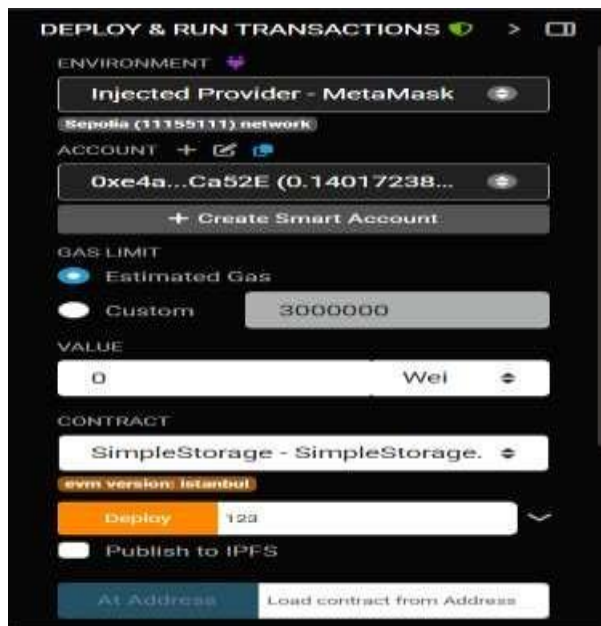 DEPLOY & RUN TRANSACTIONS >
ENVIRONMENT
Injected Provider - MetaMask
Sepolia (11155111) network
ACCOUNT +
0xe4a...Ca52E (0.14017238...
+ Create Smart Account
GAS LIMIT
Estimated Gas
Custom 3000000
VALUE
0 Wei
CONTRACT
SimpleStorage - SimpleStorage.
evm version: istanbul
Deploy 123
Publish to IPFS
At Address Load contract from Address